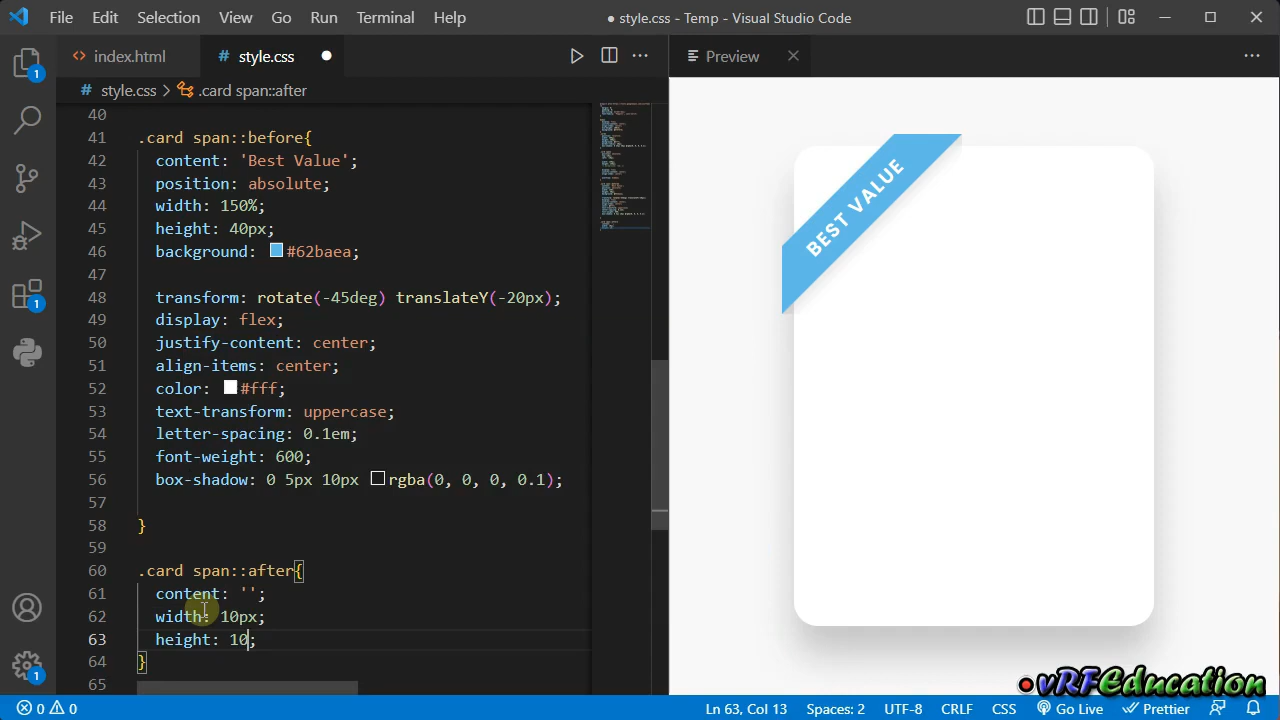 File Edit Selection View Go Run Terminal Help
● style.css - Temp - Visual Studio Code
index.html
# style.css
Preview
# style.css > .card span::after
40
41 .card span::before{
42 content: 'Best Value';
43 position: absolute;
44 width: 150%;
45 height: 40px;
46 background: #62baea;
47
48 transform: rotate(-45deg) translateY(-20px);
49 display: flex;
50 justify-content: center;
51 align-items: center;
52 color: #fff;
53 text-transform: uppercase;
54 letter-spacing: 0.1em;
55 font-weight: 600;
56 box-shadow: 0 5px 10px rgba(0, 0, 0, 0.1);
57
58 }
59
60 .card span::after{
61 content: '';
62 width: 10px;
63 height: 10;
64 }
65
1
1
1
BEST VALUE
vRFEducation
0 0
Ln 63, Col 13
Spaces: 2
UTF-8
CRLF
CSS
Go Live
Prettier